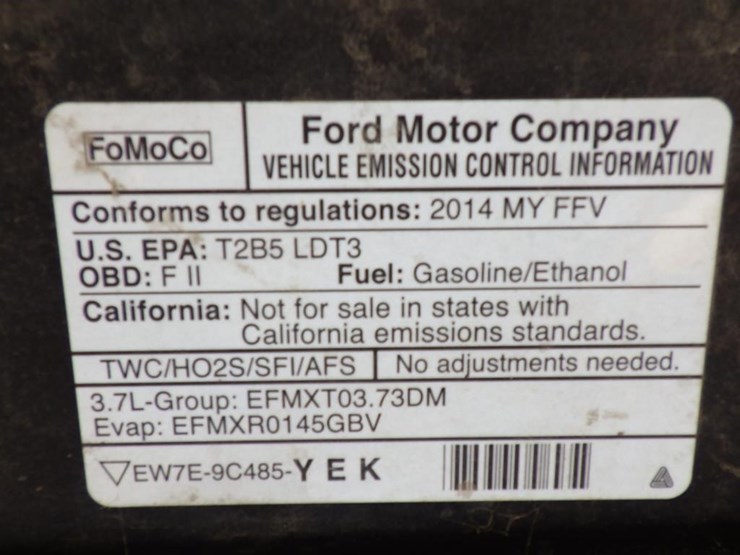 FoMoCo
Ford Motor Company
VEHICLE EMISSION CONTROL INFORMATION
Conforms to regulations: 2014 MY FFV
U.S. EPA: T2B5 LDT3
OBD: F II Fuel: Gasoline/Ethanol
California: Not for sale in states with
California emissions standards.
TWC/HO2S/SFI/AFS No adjustments needed.
3.7L-Group: EFMXT03.73DM
Evap: EFMXR0145GBV
EW7E-9C485-Y E K